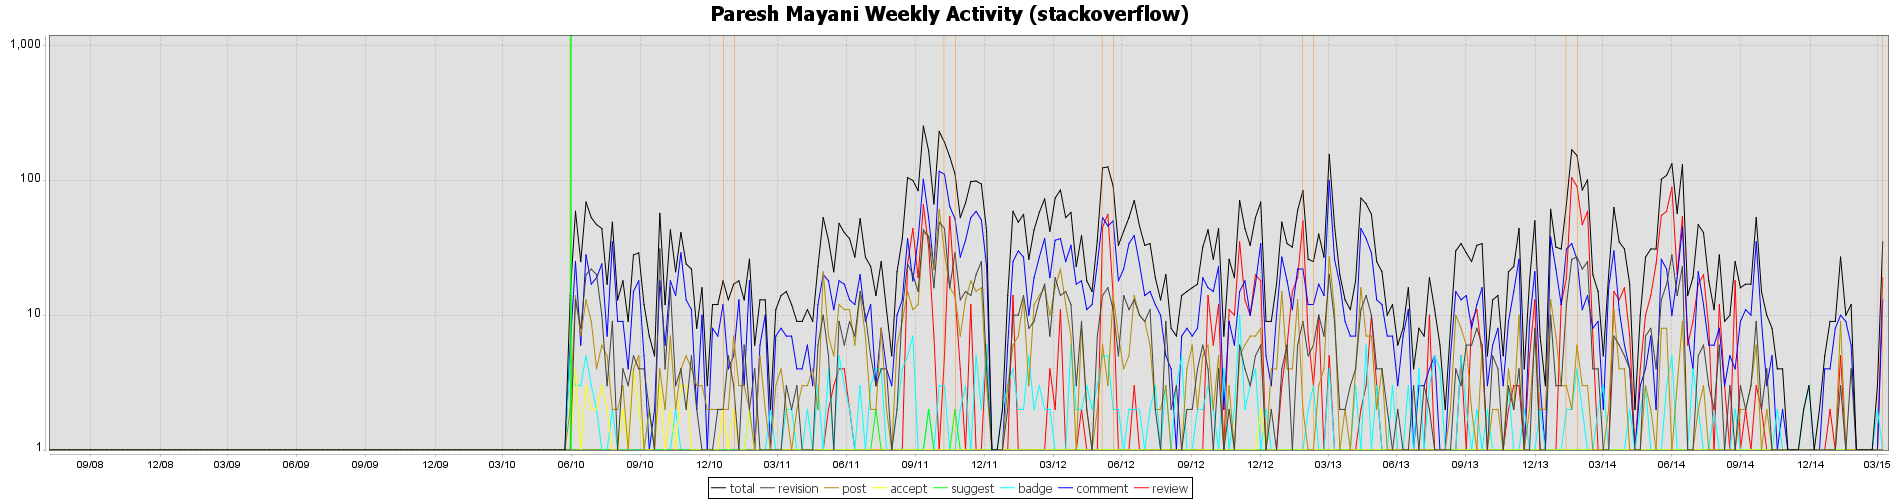 Paresh Mayani Weekly Activity (stackoverflow)
1,000
100
10
1
09/08 12/08 03/09 06/09 09/09 12/09 03/10 06/10 09/10 12/10 03/11 06/11 09/11 12/11 03/12 06/12 09/12 12/12 03/13 06/13 09/13 12/13 03/14 06/14 09/14 12/14 03/15
total revision post accept suggest badge comment review